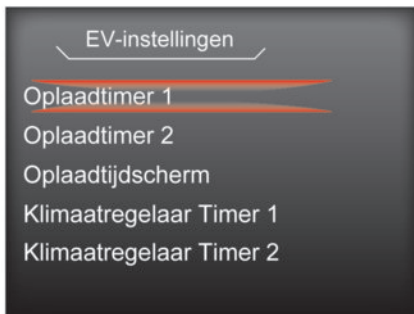 EV-instellingen
Oplaadtimer 1
Oplaadtimer 2
Oplaadtijdscherm
Klimaatregelaar Timer 1
Klimaatregelaar Timer 2